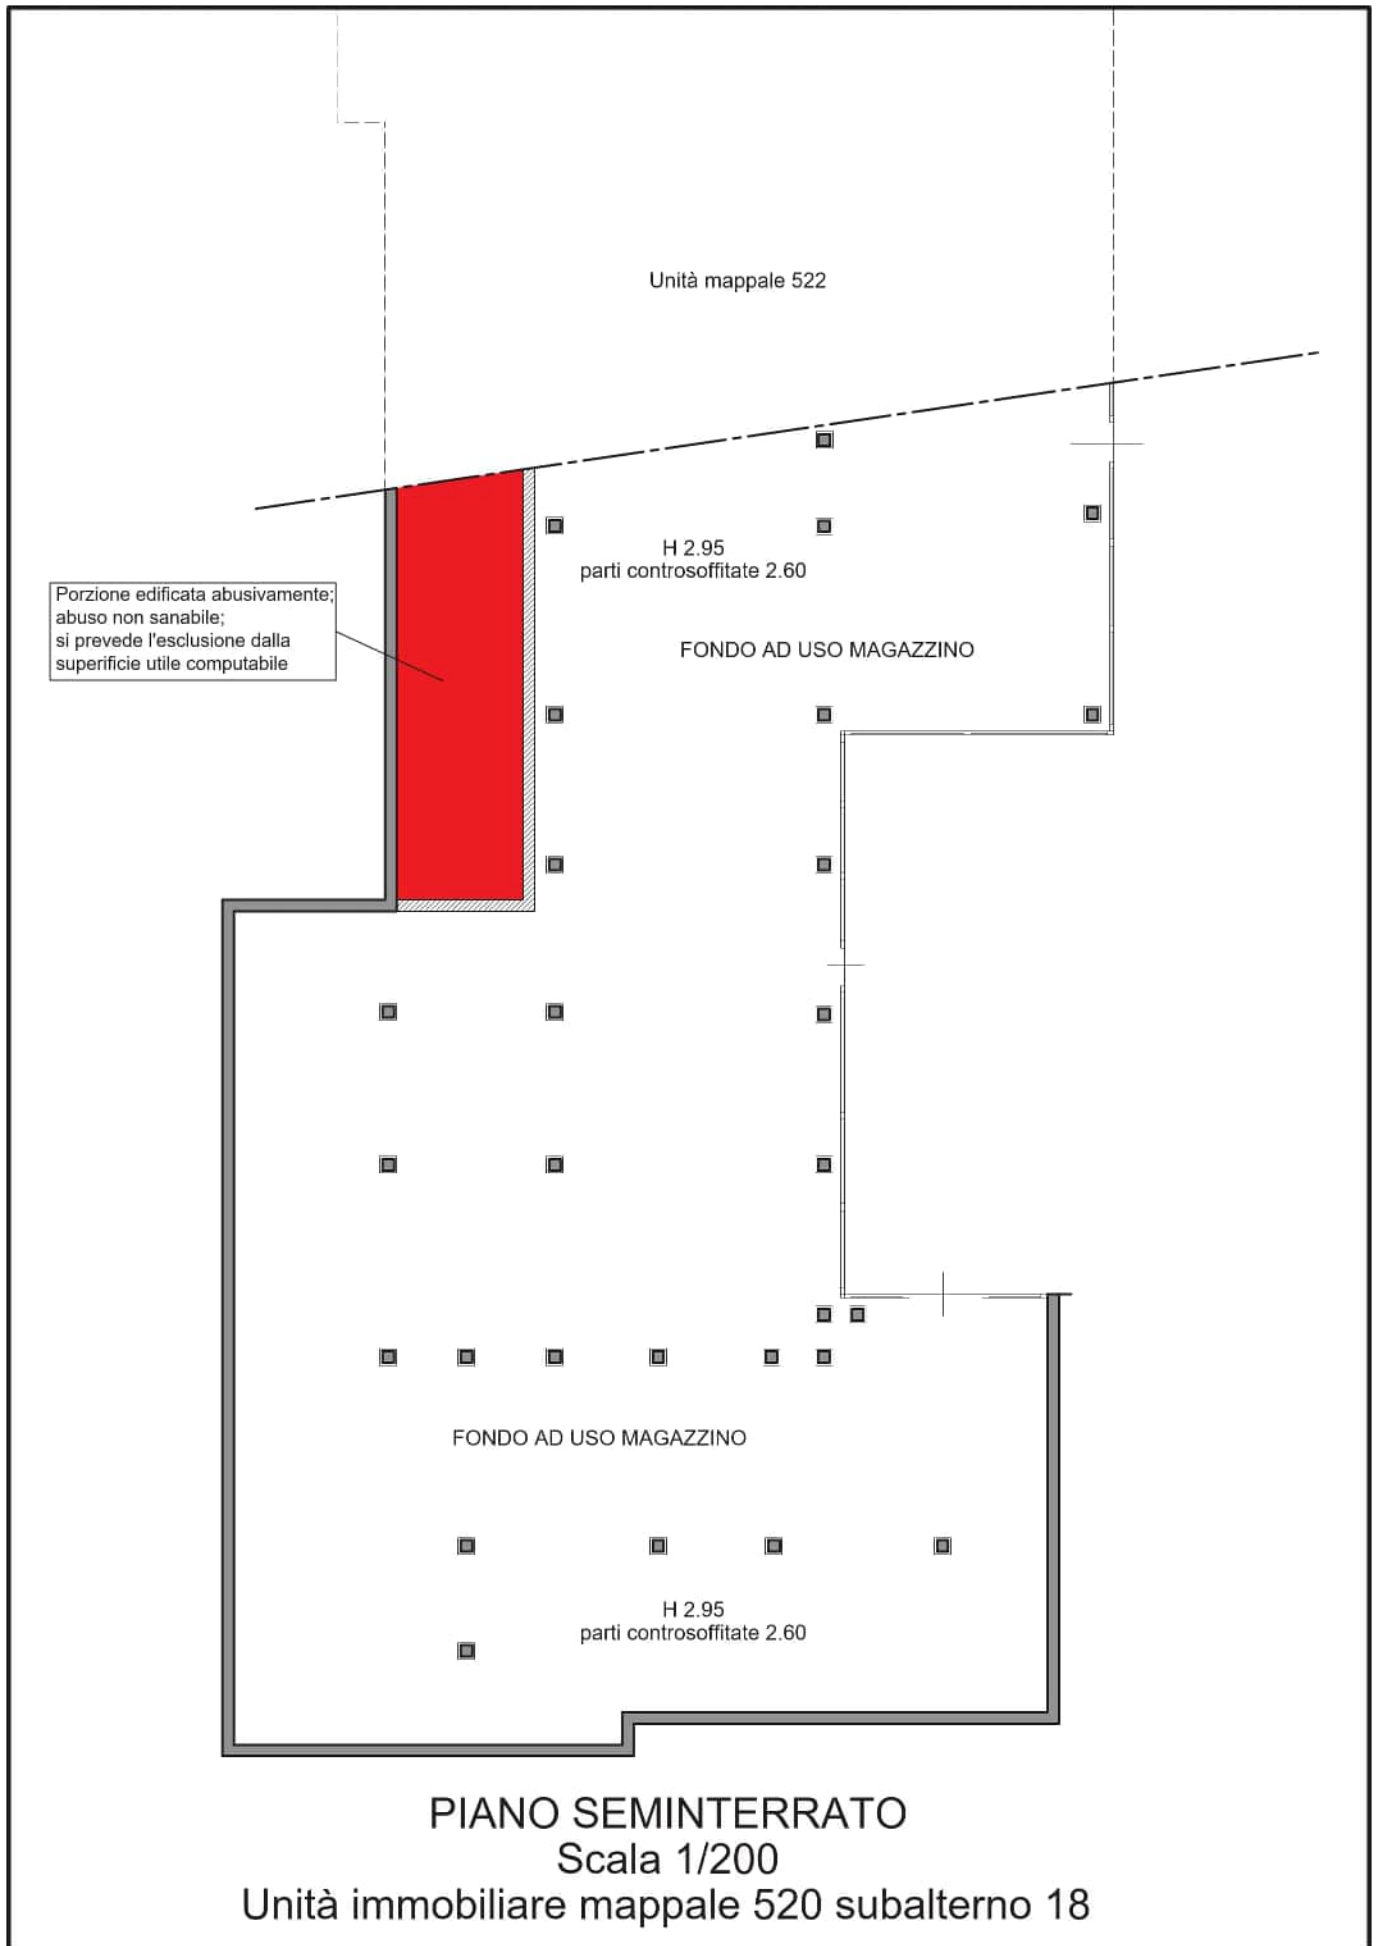 Unità mappale 522
H 2.95
parti controsoffitate 2.60
Porzione edificata abusivamente;
abuso non sanabile;
si prevede l'esclusione dalla
superificie utile computabile
FONDO AD USO MAGAZZINO
FONDO AD USO MAGAZZINO
H 2.95
parti controsoffitate 2.60
PIANO SEMINTERRATO
Scala 1/200
Unità immobiliare mappale 520 subalterno 18